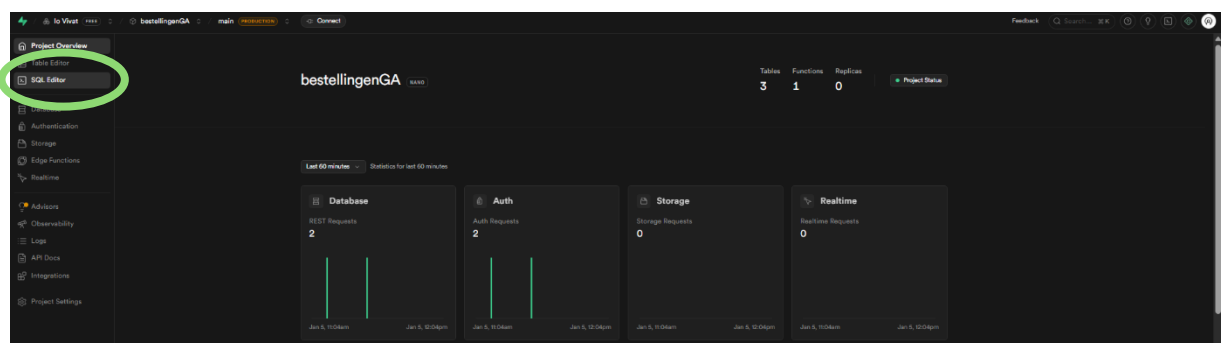 Io Vivat FREE bestellingenGA main PRODUCTION Connect Feedback Search... ⌘K
Project Overview
Table Editor
SQL Editor
Database
Authentication
Storage
Edge Functions
Realtime
Advisors
Observability
Logs
API Docs
Integrations
Project Settings
bestellingenGA NANO
Tables Functions Replicas
3 1 0
Project Status
Last 60 minutes Statistics for last 60 minutes
Database
REST Requests
2
Jan 5, 11:04am Jan 5, 12:04pm
Auth
Auth Requests
2
Jan 5, 11:04am Jan 5, 12:04pm
Storage
Storage Requests
0
Jan 5, 11:04am Jan 5, 12:04pm
Realtime
Realtime Requests
0
Jan 5, 11:04am Jan 5, 12:04pm